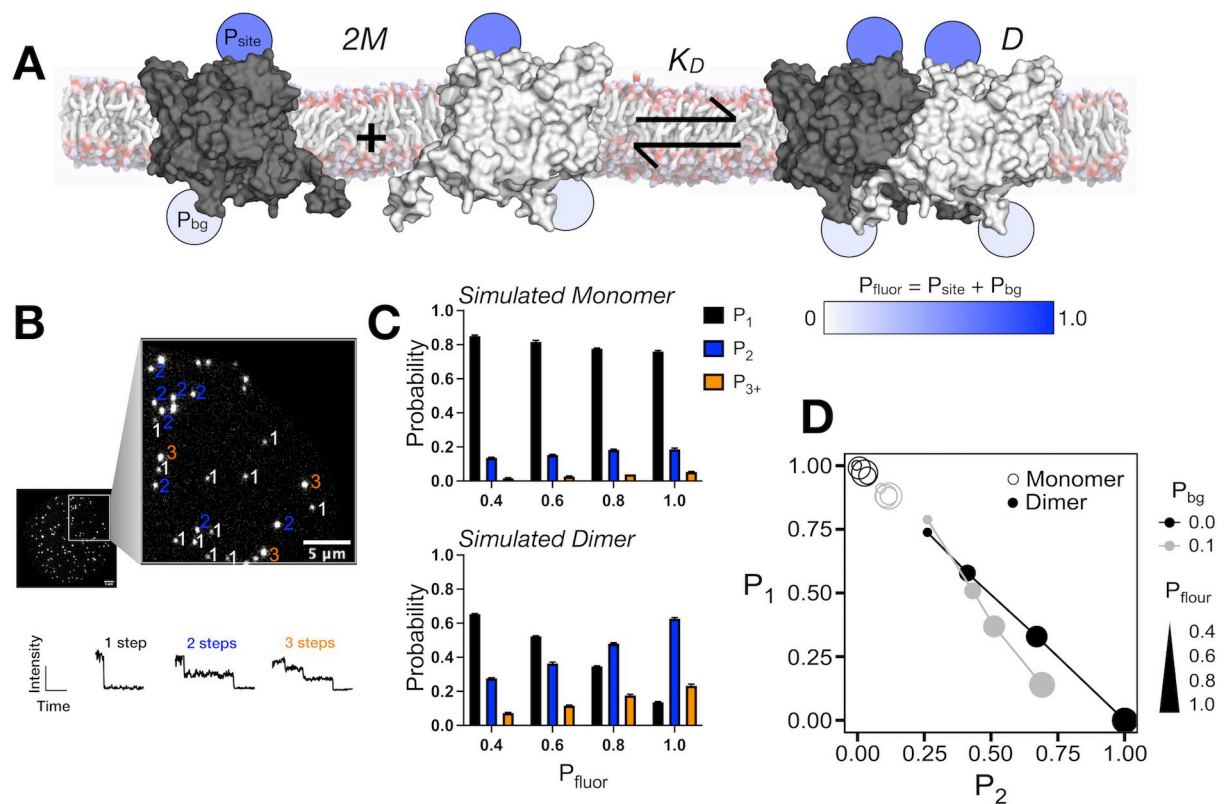 A
P_site
2M
K_D
D
+
P_bg
P_fluor = P_site + P_bg
0
1.0
B
2
2
2
2
2
2
1
1
3
1
1
1
2
3
1
2
2
1
1
1
1
1
1
3
5 μm
1 step
2 steps
3 steps
Intensity
Time
C
Simulated Monomer
P_1
P_2
P_3+
Probability
1.0
0.8
0.6
0.4
0.2
0.0
0.4 0.6 0.8 1.0
Simulated Dimer
Probability
1.0
0.8
0.6
0.4
0.2
0.0
0.4 0.6 0.8 1.0
P_fluor
D
Monomer
Dimer
P_1
1.00
0.75
0.50
0.25
0.00
0.00 0.25 0.50 0.75 1.00
P_2
P_bg
0.0
0.1
P_flour
0.4
0.6
0.8
1.0